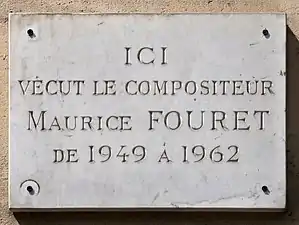 ICI
VÉCUT LE COMPOSITEUR
MAURICE FOURET
DE 1949 À 1962